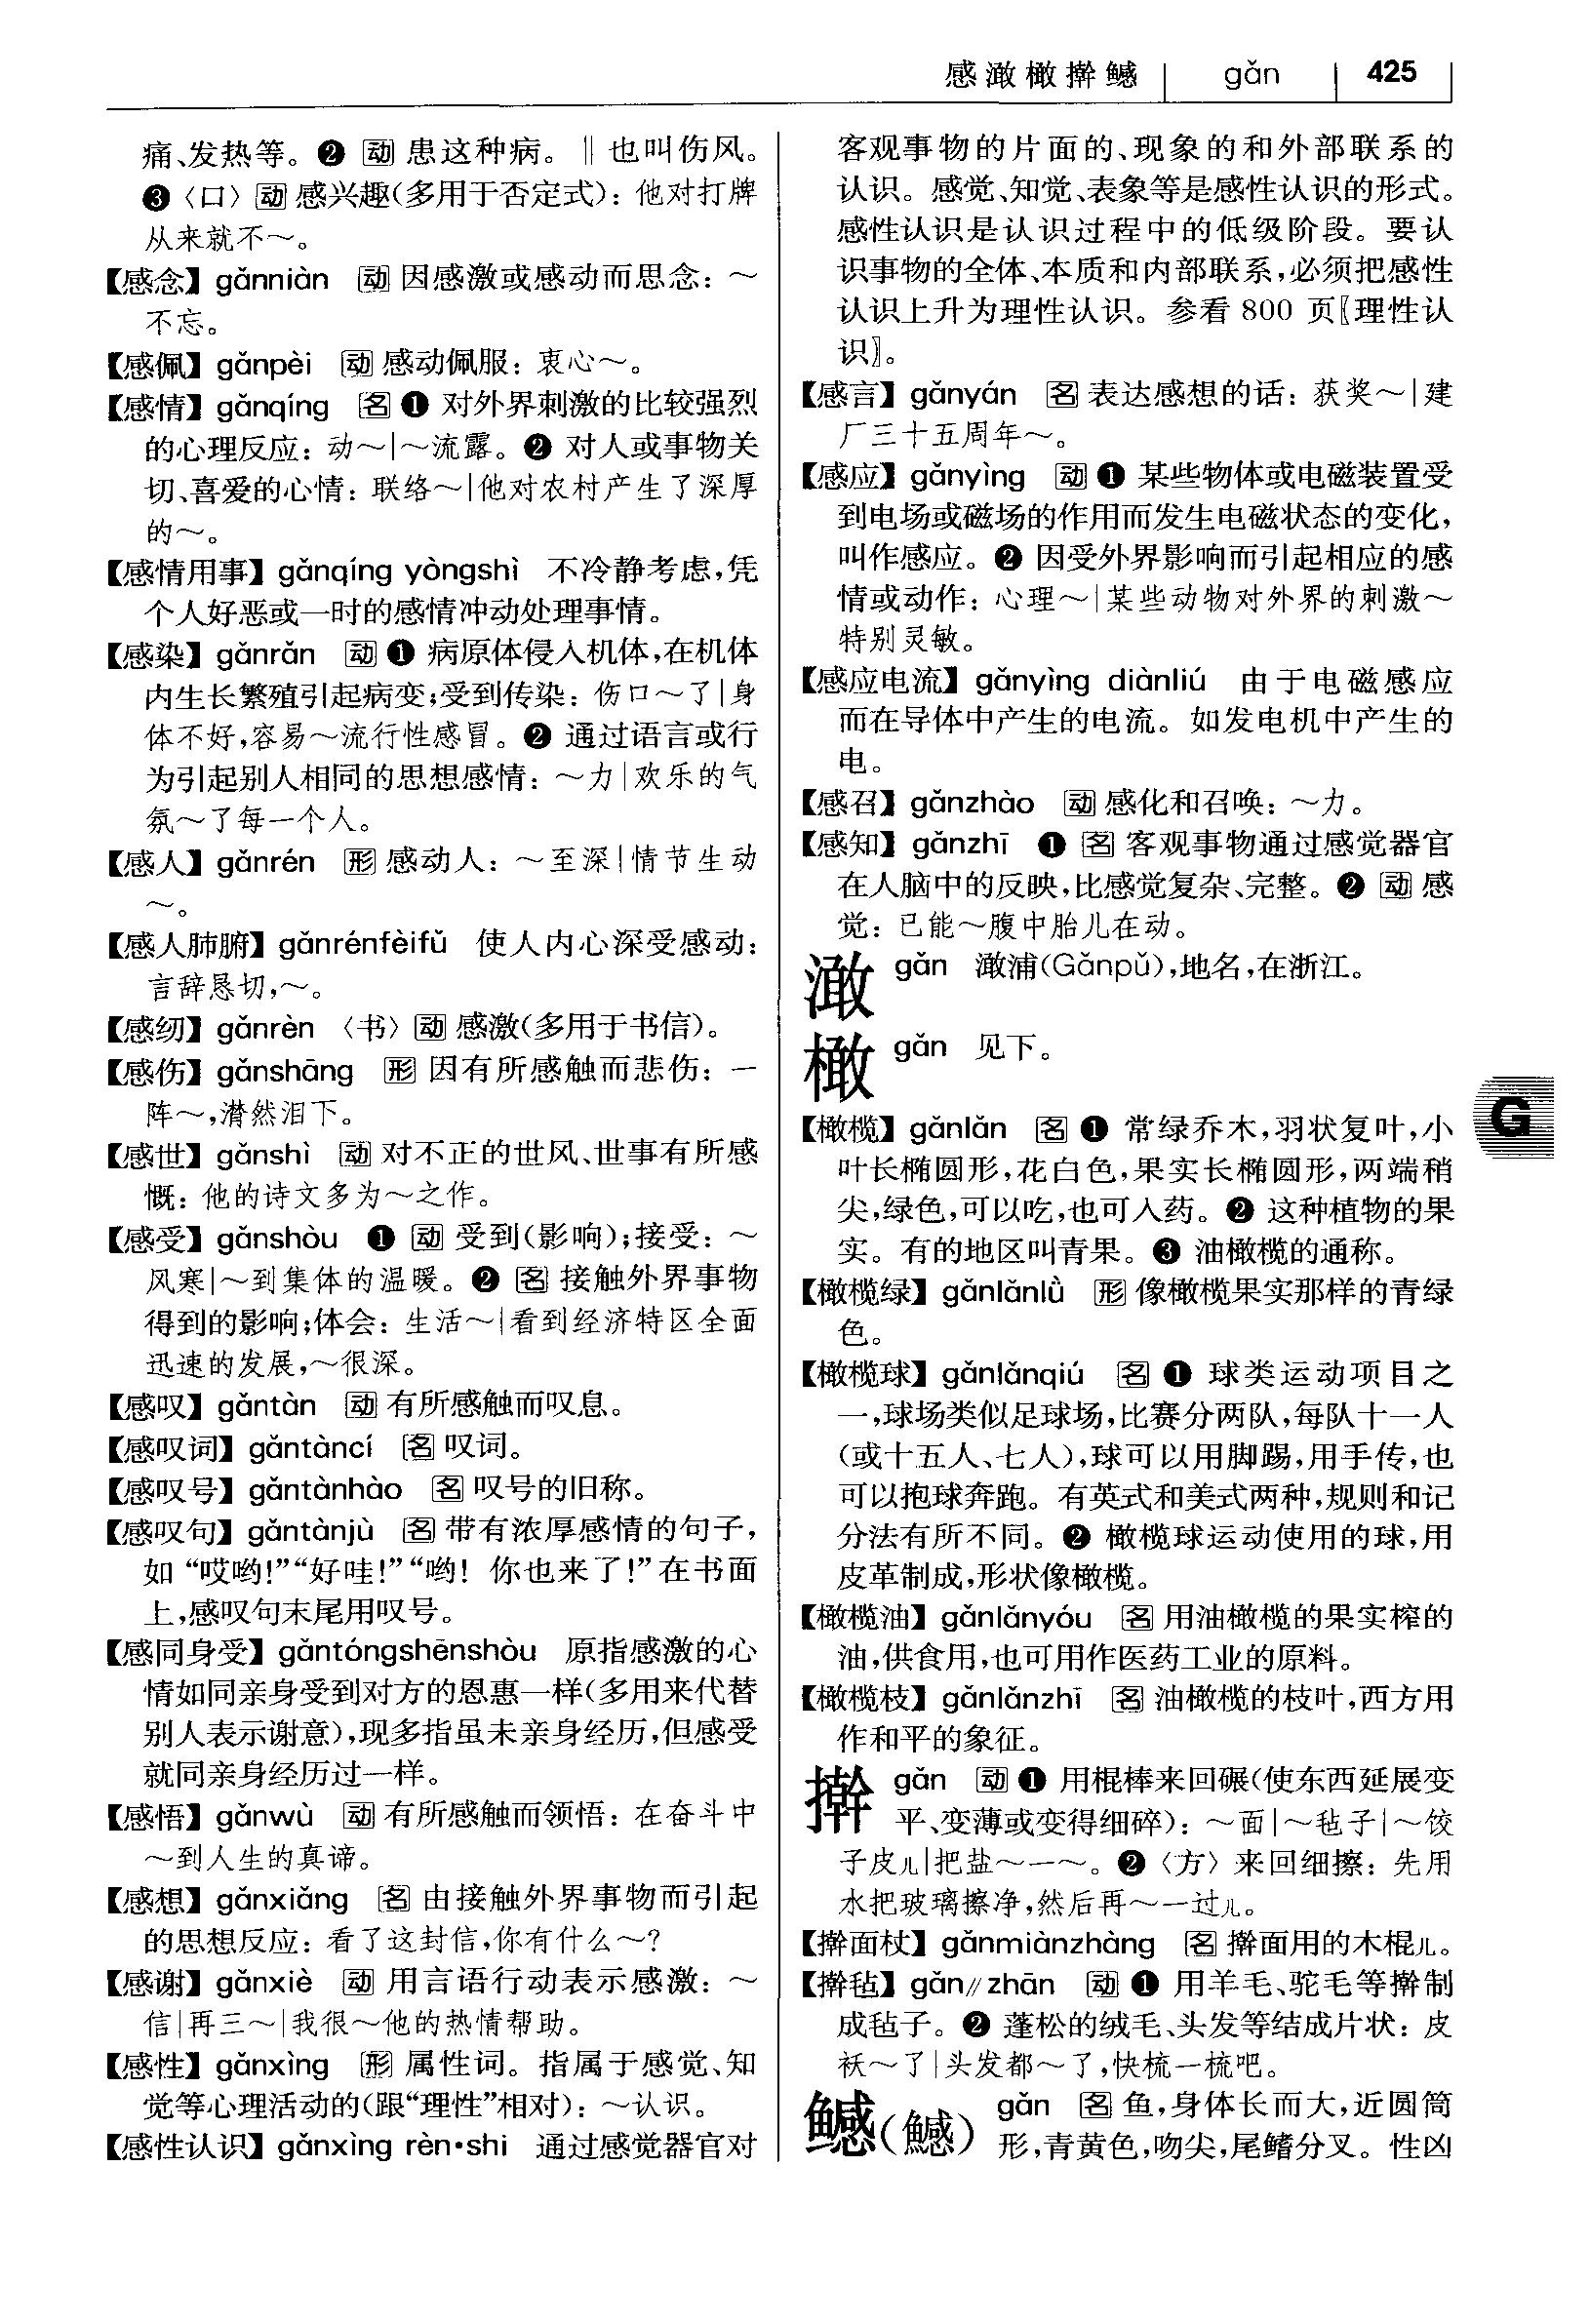 感澉橄擀鳡 gǎn 425
痛、发热等。❷ 动 患这种病。‖也叫伤风。
❸〈口〉动 感兴趣(多用于否定式)：他对打牌
从来就不～。
【感念】gǎnniàn 动 因感激或感动而思念：～
不忘。
【感佩】gǎnpèi 动 感动佩服：衷心～。
【感情】gǎnqíng 名 ❶ 对外界刺激的比较强烈
的心理反应：动～|～流露。❷ 对人或事物关
切、喜爱的心情：联络～|他对农村产生了深厚
的～。
【感情用事】gǎnqíng yòngshì 不冷静考虑,凭
个人好恶或一时的感情冲动处理事情。
【感染】gǎnrǎn 动 ❶ 病原体侵入机体,在机体
内生长繁殖引起病变;受到传染：伤口～了|身
体不好,容易～流行性感冒。❷ 通过语言或行
为引起别人相同的思想感情：～力|欢乐的气
氛～了每一个人。
【感人】gǎnrén 形 感动人：～至深|情节生动
～。
【感人肺腑】gǎnrénfèifǔ 使人内心深受感动：
言辞恳切,～。
【感纫】gǎnrèn〈书〉动 感激(多用于书信)。
【感伤】gǎnshāng 形 因有所感触而悲伤：一
阵～,潸然泪下。
【感世】gǎnshì 动 对不正的世风、世事有所感
慨：他的诗文多为～之作。
【感受】gǎnshòu ❶ 动 受到(影响);接受：～
风寒|～到集体的温暖。❷ 名 接触外界事物
得到的影响;体会：生活～|看到经济特区全面
迅速的发展,～很深。
【感叹】gǎntàn 动 有所感触而叹息。
【感叹词】gǎntàncí 名 叹词。
【感叹号】gǎntànhào 名 叹号的旧称。
【感叹句】gǎntànjù 名 带有浓厚感情的句子,
如“哎哟!”“好哇!”“哟! 你也来了!”在书面
上,感叹句末尾用叹号。
【感同身受】gǎntóngshēnshòu 原指感激的心
情如同亲身受到对方的恩惠一样(多用来代替
别人表示谢意),现多指虽未亲身经历,但感受
就同亲身经历过一样。
【感悟】gǎnwù 动 有所感触而领悟：在奋斗中
～到人生的真谛。
【感想】gǎnxiǎng 名 由接触外界事物而引起
的思想反应：看了这封信,你有什么～?
【感谢】gǎnxiè 动 用言语行动表示感激：～
信|再三～|我很～他的热情帮助。
【感性】gǎnxìng 形 属性词。指属于感觉、知
觉等心理活动的(跟“理性”相对)：～认识。
【感性认识】gǎnxìng rèn·shi 通过感觉器官对
客观事物的片面的、现象的和外部联系的
认识。感觉、知觉、表象等是感性认识的形式。
感性认识是认识过程中的低级阶段。要认
识事物的全体、本质和内部联系,必须把感性
认识上升为理性认识。参看 800 页〖理性认
识〗。
【感言】gǎnyán 名 表达感想的话：获奖～|建
厂三十五周年～。
【感应】gǎnyìng 动 ❶ 某些物体或电磁装置受
到电场或磁场的作用而发生电磁状态的变化,
叫作感应。❷ 因受外界影响而引起相应的感
情或动作：心理～|某些动物对外界的刺激～
特别灵敏。
【感应电流】gǎnyìng diànliú 由于电磁感应
而在导体中产生的电流。如发电机中产生的
电。
【感召】gǎnzhào 动 感化和召唤：～力。
【感知】gǎnzhī ❶ 名 客观事物通过感觉器官
在人脑中的反映,比感觉复杂、完整。❷ 动 感
觉：已能～腹中胎儿在动。
澉 gǎn 澉浦(Gǎnpǔ),地名,在浙江。
橄 gǎn 见下。
【橄榄】gǎnlǎn 名 ❶ 常绿乔木,羽状复叶,小
叶长椭圆形,花白色,果实长椭圆形,两端稍
尖,绿色,可以吃,也可入药。❷ 这种植物的果
实。有的地区叫青果。❸ 油橄榄的通称。
【橄榄绿】gǎnlǎnlǜ 形 像橄榄果实那样的青绿
色。
【橄榄球】gǎnlǎnqiú 名 ❶ 球类运动项目之
一,球场类似足球场,比赛分两队,每队十一人
(或十五人、七人),球可以用脚踢,用手传,也
可以抱球奔跑。有英式和美式两种,规则和记
分法有所不同。❷ 橄榄球运动使用的球,用
皮革制成,形状像橄榄。
【橄榄油】gǎnlǎnyóu 名 用油橄榄的果实榨的
油,供食用,也可用作医药工业的原料。
【橄榄枝】gǎnlǎnzhī 名 油橄榄的枝叶,西方用
作和平的象征。
擀 gǎn 动 ❶ 用棍棒来回碾(使东西延展变
平、变薄或变得细碎)：～面|～毡子|～饺
子皮儿|把盐～一～。❷〈方〉来回细擦：先用
水把玻璃擦净,然后再～一过儿。
【擀面杖】gǎnmiànzhàng 名 擀面用的木棍儿。
【擀毡】gǎn//zhān 动 ❶ 用羊毛、驼毛等擀制
成毡子。❷ 蓬松的绒毛、头发等结成片状：皮
袄～了|头发都～了,快梳一梳吧。
鳡(鱤) gǎn 名 鱼,身体长而大,近圆筒
形,青黄色,吻尖,尾鳍分叉。性凶
G